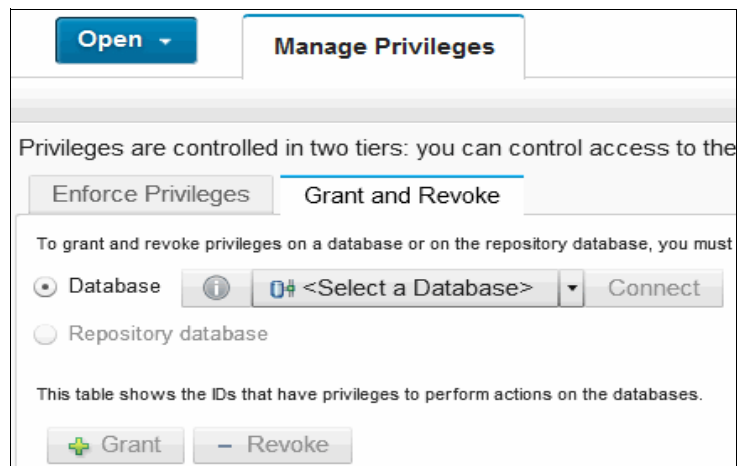 Open
Manage Privileges
Privileges are controlled in two tiers: you can control access to the
Enforce Privileges
Grant and Revoke
To grant and revoke privileges on a database or on the repository database, you must
Database
<Select a Database>
Connect
Repository database
This table shows the IDs that have privileges to perform actions on the databases.
Grant
Revoke